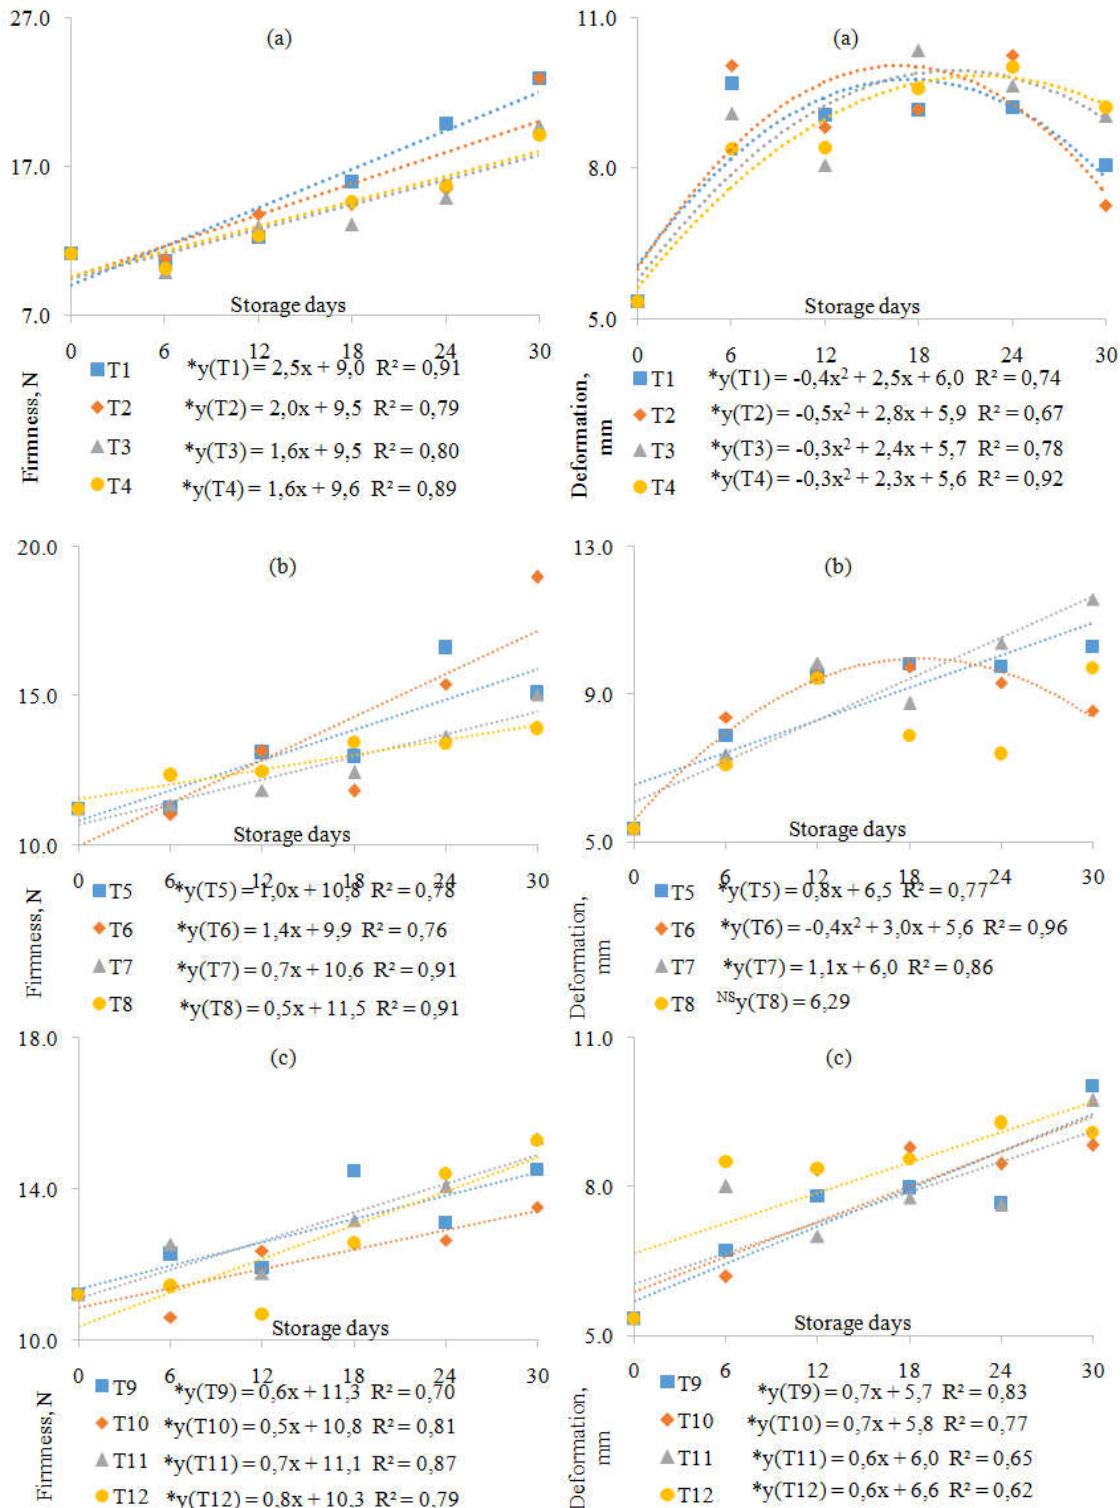 27.0
(a)
17.0
7.0
Storage days
0 6 12 18 24 30
Firmness, N
T1 *y(T1) = 2,5x + 9,0 R² = 0,91
T2 *y(T2) = 2,0x + 9,5 R² = 0,79
T3 *y(T3) = 1,6x + 9,5 R² = 0,80
T4 *y(T4) = 1,6x + 9,6 R² = 0,89
11.0
(a)
8.0
5.0
Storage days
0 6 12 18 24 30
Deformation,
mm
T1 *y(T1) = -0,4x² + 2,5x + 6,0 R² = 0,74
T2 *y(T2) = -0,5x² + 2,8x + 5,9 R² = 0,67
T3 *y(T3) = -0,3x² + 2,4x + 5,7 R² = 0,78
T4 *y(T4) = -0,3x² + 2,3x + 5,6 R² = 0,92
20.0
(b)
15.0
10.0
Storage days
0 6 12 18 24 30
Firmness, N
T5 *y(T5) = 1,0x + 10,8 R² = 0,78
T6 *y(T6) = 1,4x + 9,9 R² = 0,76
T7 *y(T7) = 0,7x + 10,6 R² = 0,91
T8 *y(T8) = 0,5x + 11,5 R² = 0,91
13.0
(b)
9.0
5.0
Storage days
0 6 12 18 24 30
Deformation,
mm
T5 *y(T5) = 0,8x + 6,5 R² = 0,77
T6 *y(T6) = -0,4x² + 3,0x + 5,6 R² = 0,96
T7 *y(T7) = 1,1x + 6,0 R² = 0,86
T8 NSy(T8) = 6,29
18.0
(c)
14.0
10.0
Storage days
0 6 12 18 24 30
Firmness, N
T9 *y(T9) = 0,6x + 11,3 R² = 0,70
T10 *y(T10) = 0,5x + 10,8 R² = 0,81
T11 *y(T11) = 0,7x + 11,1 R² = 0,87
T12 *y(T12) = 0,8x + 10,3 R² = 0,79
11.0
(c)
8.0
5.0
Storage days
0 6 12 18 24 30
Deformation,
mm
T9 *y(T9) = 0,7x + 5,7 R² = 0,83
T10 *y(T10) = 0,7x + 5,8 R² = 0,77
T11 *y(T11) = 0,6x + 6,0 R² = 0,65
T12 *y(T12) = 0,6x + 6,6 R² = 0,62